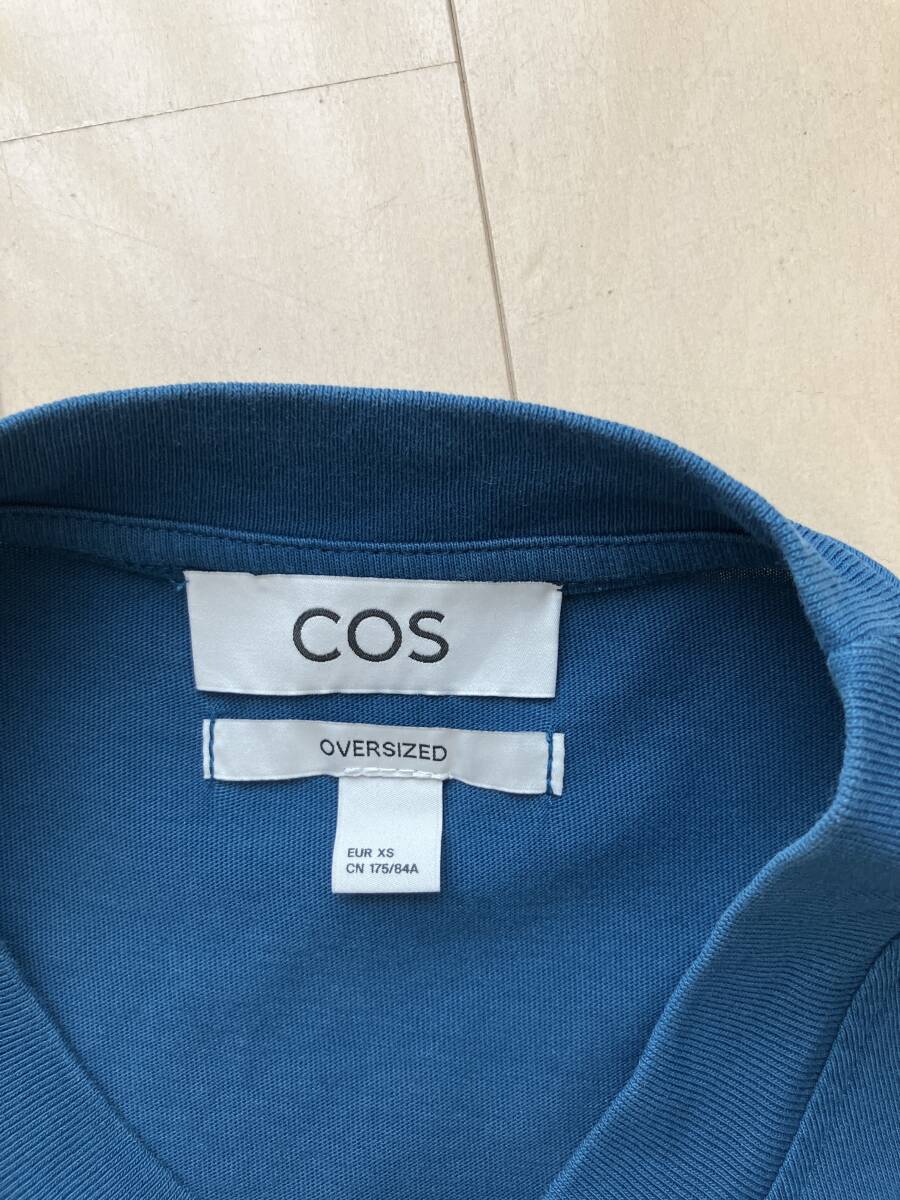 COS
OVERSIZED
EUR XS
CN 175/84A